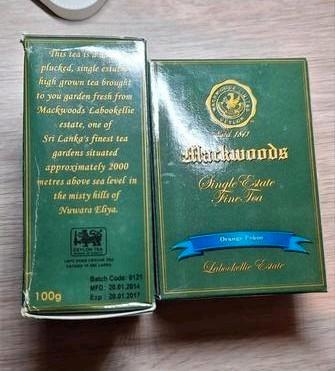 This tea is a
plucked, single estate
high grown tea brought
to you garden fresh from
Mackwoods Labookellie
estate, one of
Sri Lanka's finest tea
gardens situated
approximately 2000
metres above sea level in
the misty hills of
Nuwara Eliya.
CEYLON TEA
Batch Code: 0121
MFD : 20.01.2014
Exp : 20.01.2017
100g
Estd 1841
Mackwoods
Single Estate
Fine Tea
Orange Pekoe
Labookellie Estate